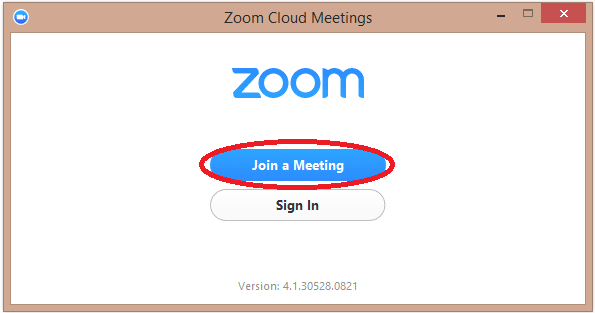 Zoom Cloud Meetings
zoom
Join a Meeting
Sign In
Version: 4.1.30528.0821